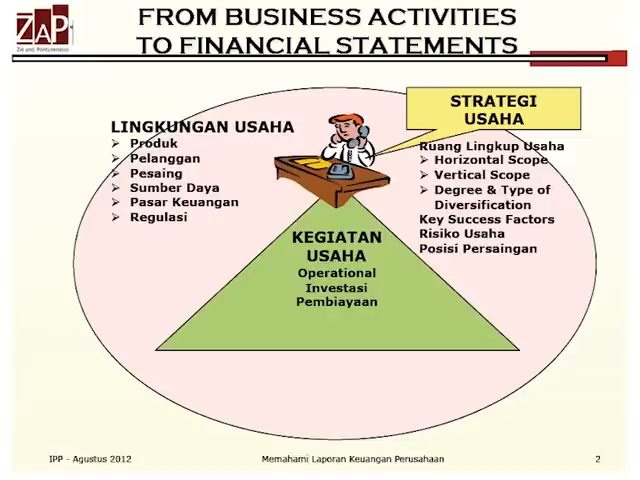 ZAP
Zie and Partnerworks
FROM BUSINESS ACTIVITIES
TO FINANCIAL STATEMENTS
LINGKUNGAN USAHA
Produk
Pelanggan
Pesaing
Sumber Daya
Pasar Keuangan
Regulasi
STRATEGI
USAHA
Ruang Lingkup Usaha
Horizontal Scope
Vertical Scope
Degree & Type of
Diversification
Key Success Factors
Risiko Usaha
Posisi Persaingan
KEGIATAN
USAHA
Operational
Investasi
Pembiayaan
IPP - Agustus 2012
Memahami Laporan Keuangan Perusahaan
2